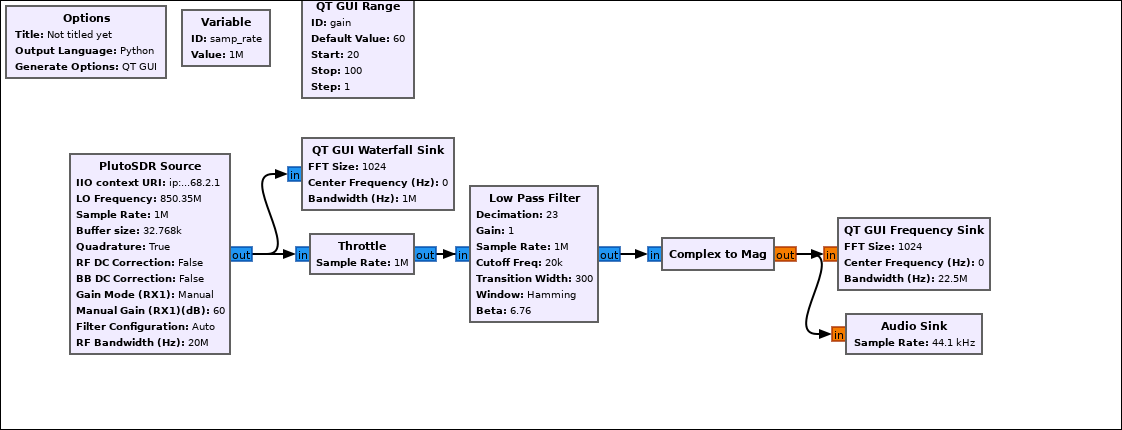 Options
Title: Not titled yet
Output Language: Python
Generate Options: QT GUI
Variable
ID: samp_rate
Value: 1M
QT GUI Range
ID: gain
Default Value: 60
Start: 20
Stop: 100
Step: 1
PlutoSDR Source
IIO context URI: ip:...68.2.1
LO Frequency: 850.35M
Sample Rate: 1M
Buffer size: 32.768k
Quadrature: True
RF DC Correction: False
BB DC Correction: False
Gain Mode (RX1): Manual
Manual Gain (RX1)(dB): 60
Filter Configuration: Auto
RF Bandwidth (Hz): 20M
out
in
QT GUI Waterfall Sink
FFT Size: 1024
Center Frequency (Hz): 0
Bandwidth (Hz): 1M
in
Throttle
Sample Rate: 1M
out
in
Low Pass Filter
Decimation: 23
Gain: 1
Sample Rate: 1M
Cutoff Freq: 20k
Transition Width: 300
Window: Hamming
Beta: 6.76
out
in
Complex to Mag
out
in
QT GUI Frequency Sink
FFT Size: 1024
Center Frequency (Hz): 0
Bandwidth (Hz): 22.5M
in
Audio Sink
Sample Rate: 44.1 kHz